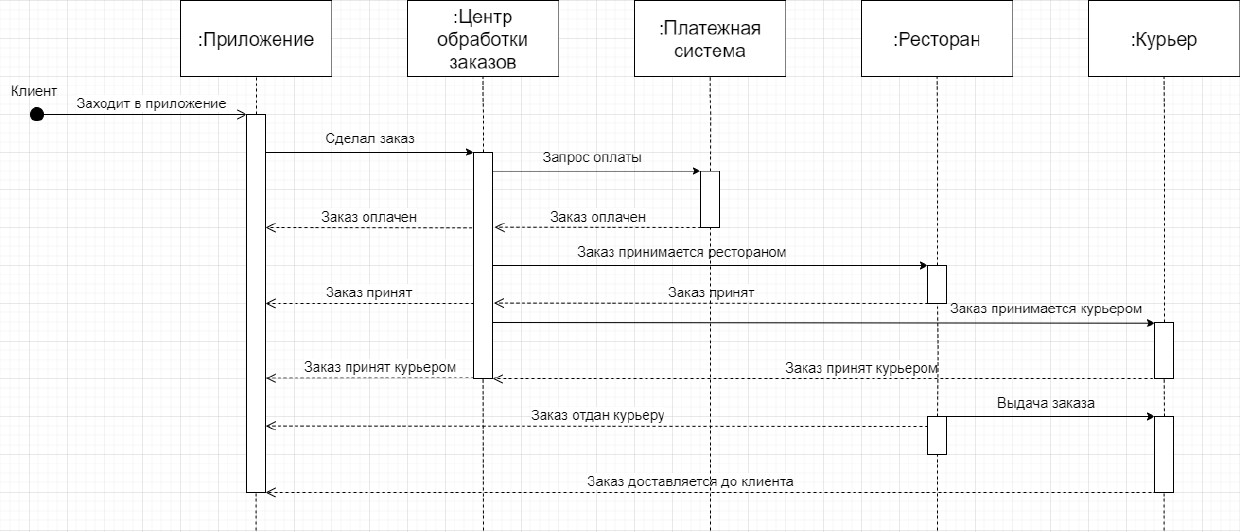 :Приложение
:Центр
обработки
заказов
:Платежная
система
:Ресторан
:Курьер
Клиент
Заходит в приложение
Сделал заказ
Запрос оплаты
Заказ оплачен
Заказ оплачен
Заказ принимается рестораном
Заказ принят
Заказ принят
Заказ принимается курьером
Заказ принят курьером
Заказ принят курьером
Выдача заказа
Заказ отдан курьеру
Заказ доставляется до клиента